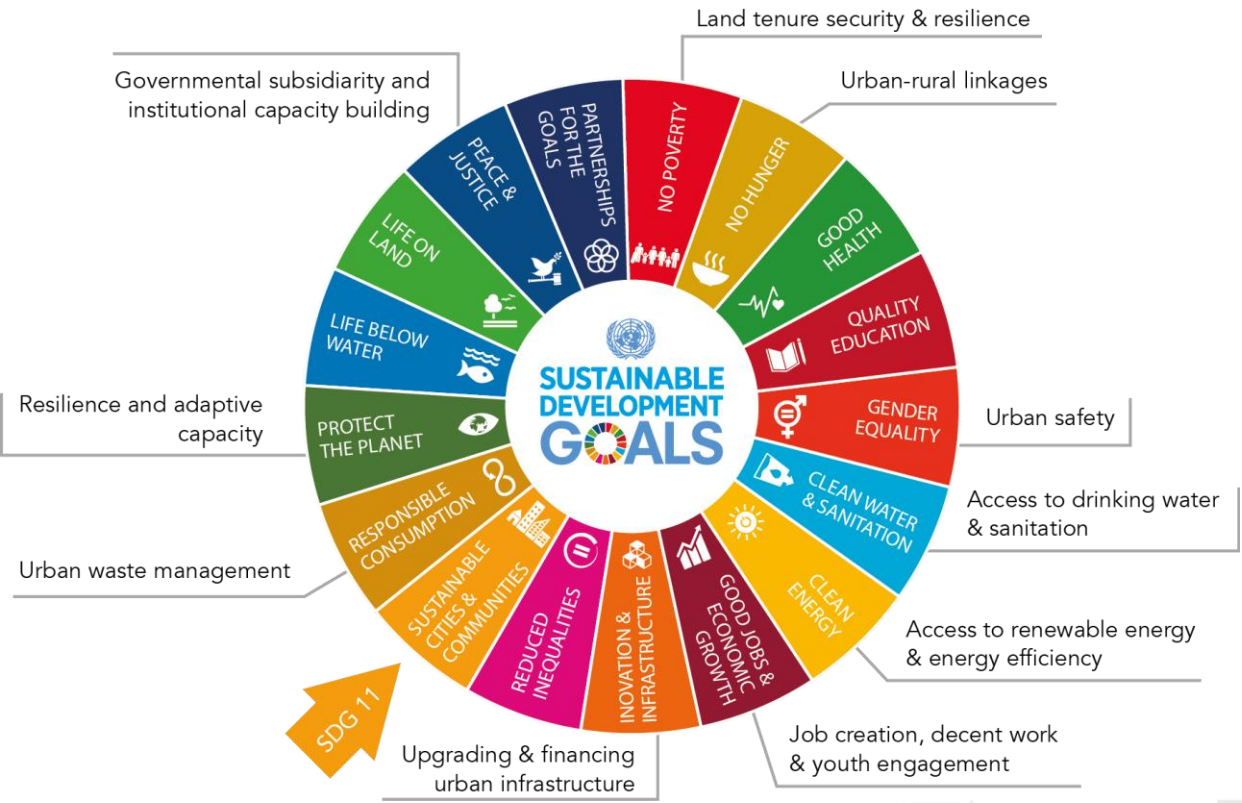 Land tenure security & resilience
Urban-rural linkages
Governmental subsidiarity and
institutional capacity building
PARTNERSHIPS
FOR THE
GOALS
NO POVERTY
NO HUNGER
GOOD
HEALTH
QUALITY
EDUCATION
GENDER
EQUALITY
CLEAN WATER
& SANITATION
CLEAN
ENERGY
GOOD JOBS &
ECONOMIC
GROWTH
INOVATION &
INFRASTRUCTURE
REDUCED
INEQUALITIES
SUSTAINABLE
CITIES &
COMMUNITIES
RESPONSIBLE
CONSUMPTION
PROTECT
THE PLANET
LIFE BELOW
WATER
LIFE ON
LAND
PEACE &
JUSTICE
SUSTAINABLE
DEVELOPMENT
GOALS
Urban safety
Access to drinking water
& sanitation
Access to renewable energy
& energy efficiency
Job creation, decent work
& youth engagement
Upgrading & financing
urban infrastructure
SDG 11
Urban waste management
Resilience and adaptive
capacity